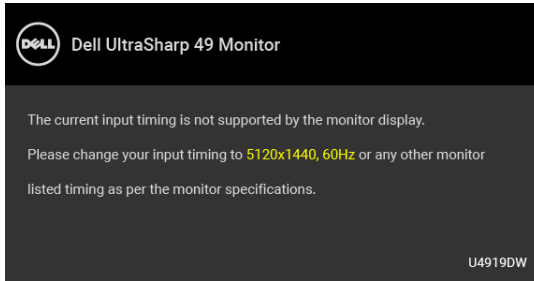 DELL Dell UltraSharp 49 Monitor
The current input timing is not supported by the monitor display.
Please change your input timing to 5120x1440, 60Hz or any other monitor
listed timing as per the monitor specifications.
U4919DW